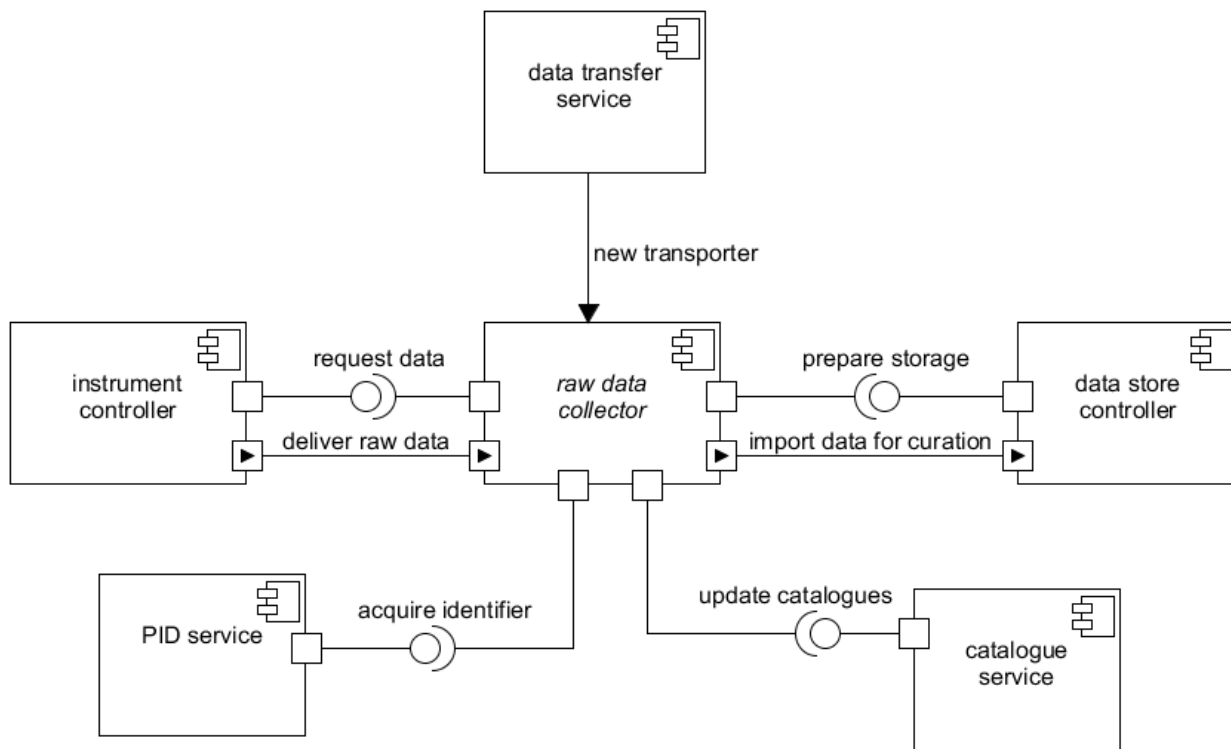 data transfer
service
new transporter
request data
prepare storage
instrument
controller
raw data
collector
data store
controller
deliver raw data
import data for curation
PID service
acquire identifier
update catalogues
catalogue
service